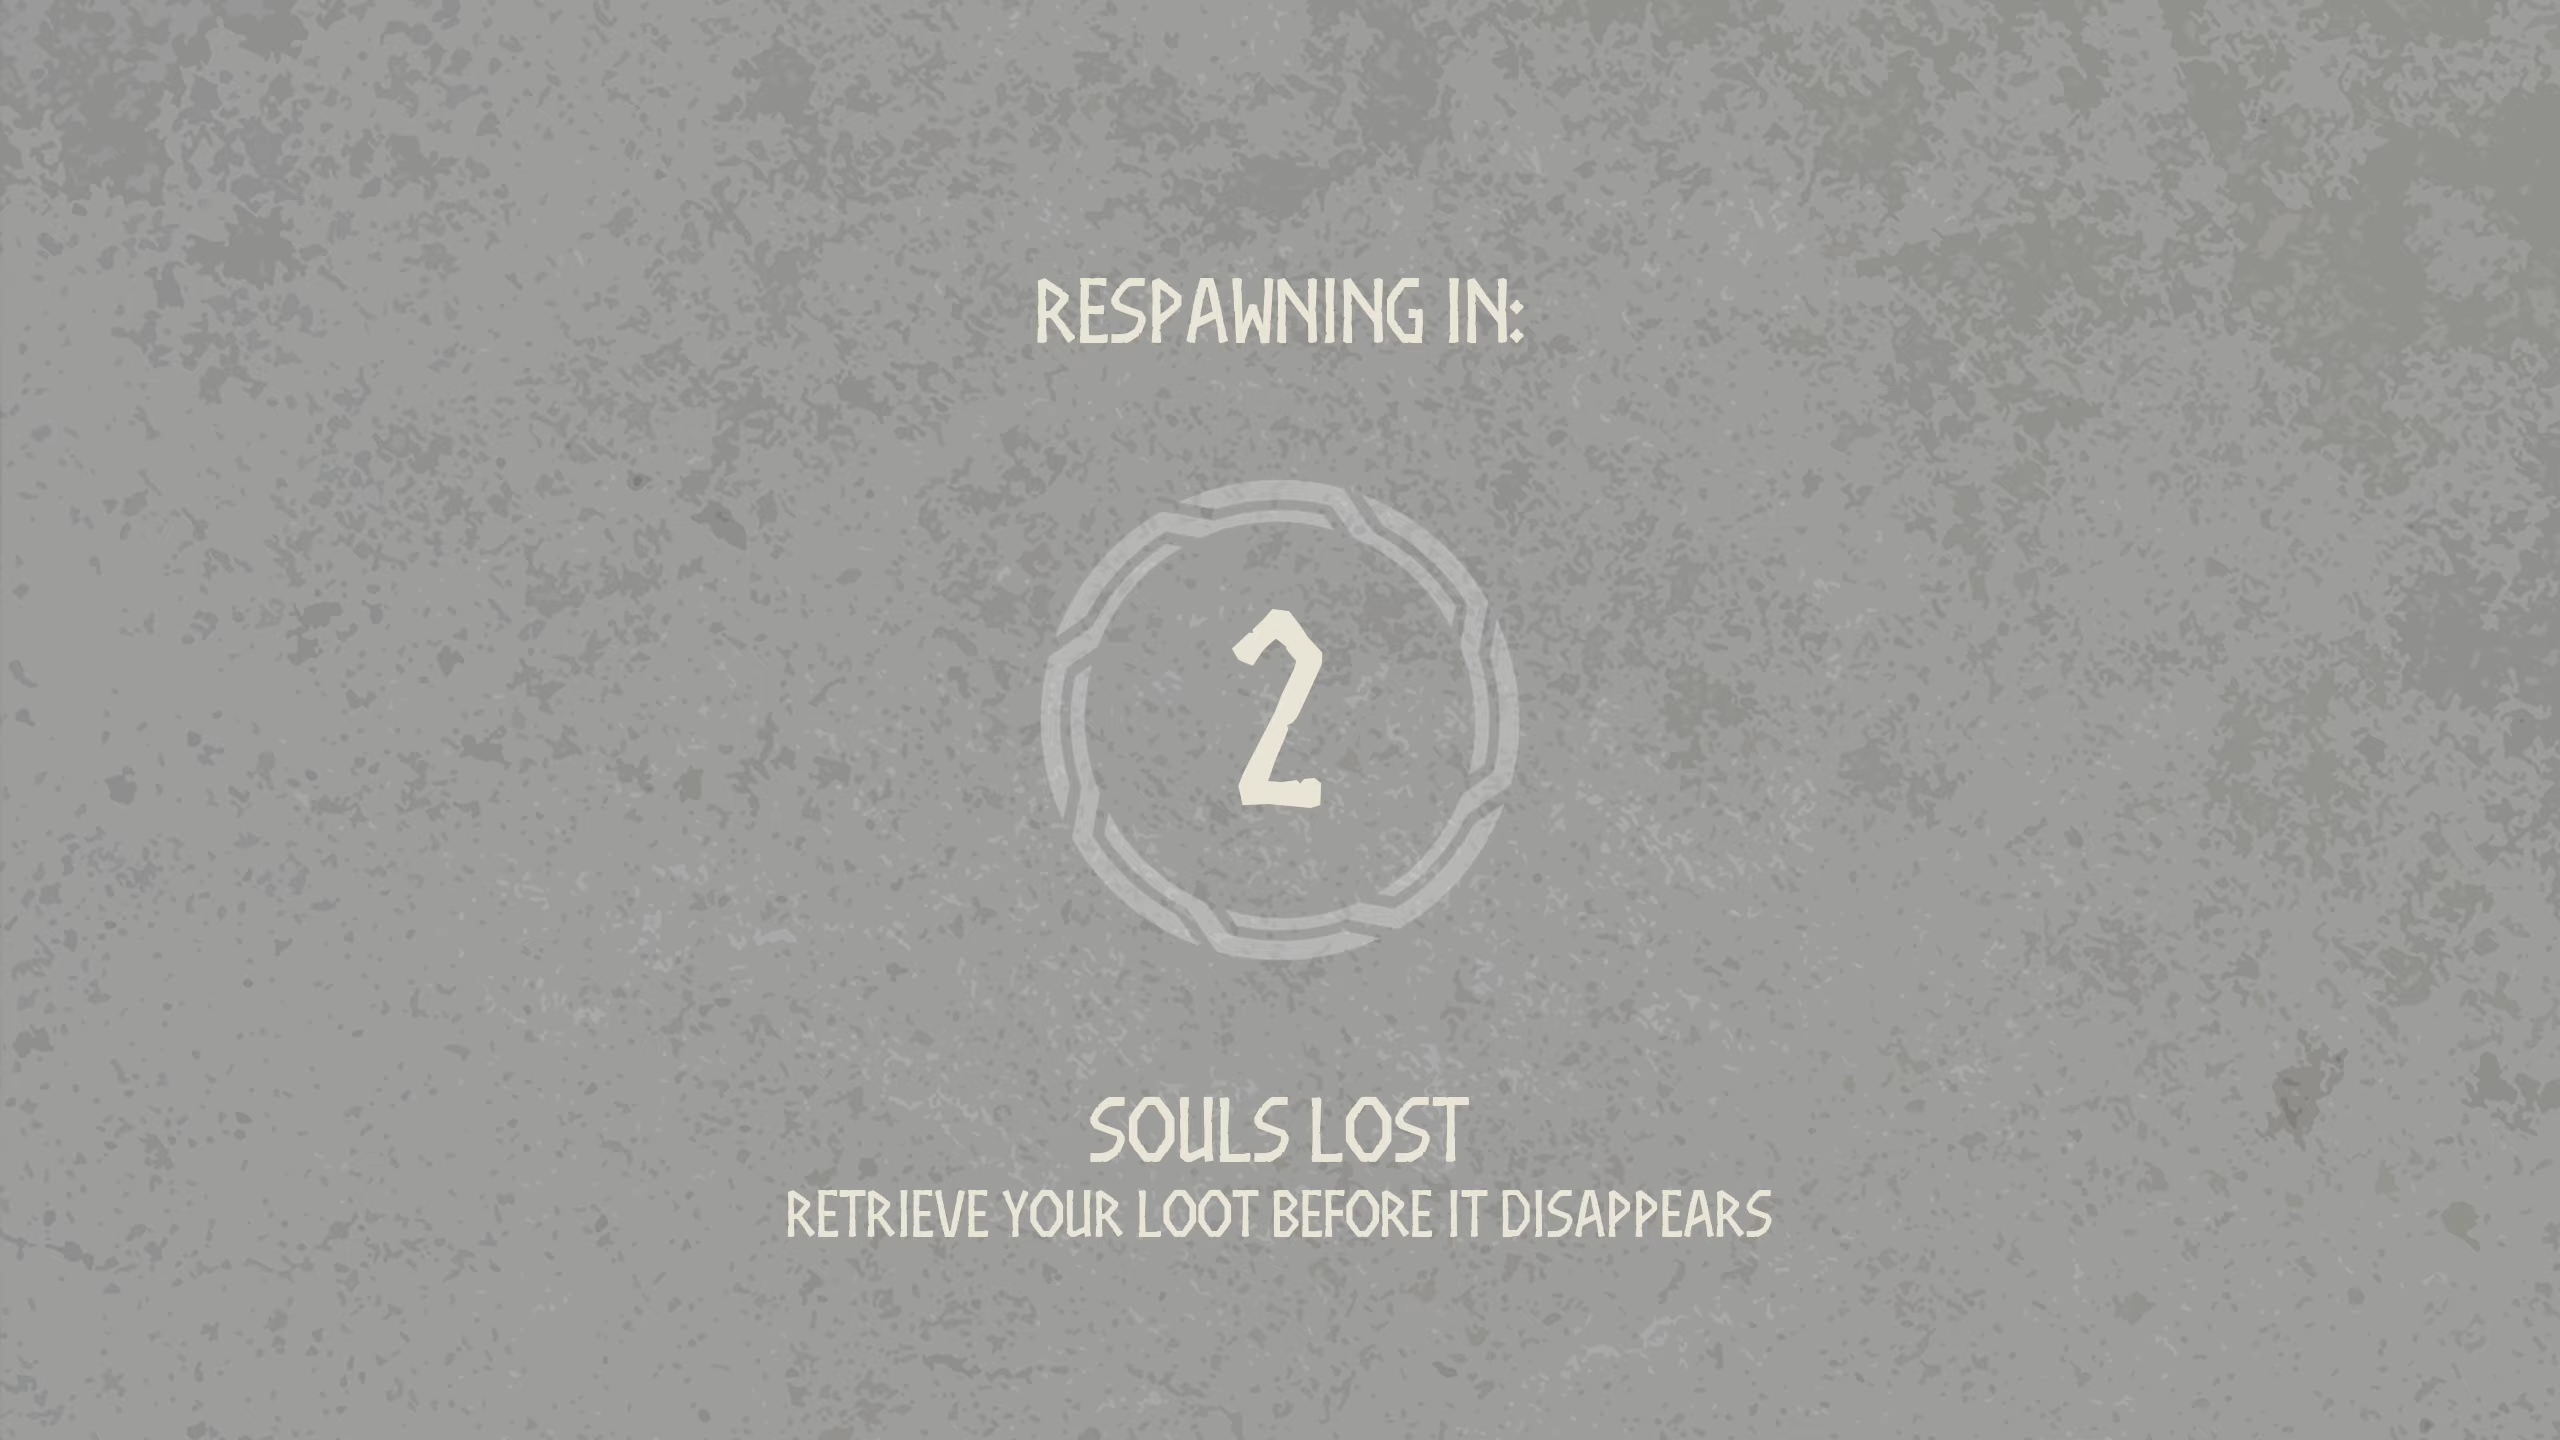 RESPAWNING IN:
2
SOULS LOST
RETRIEVE YOUR LOOT BEFORE IT DISAPPEARS